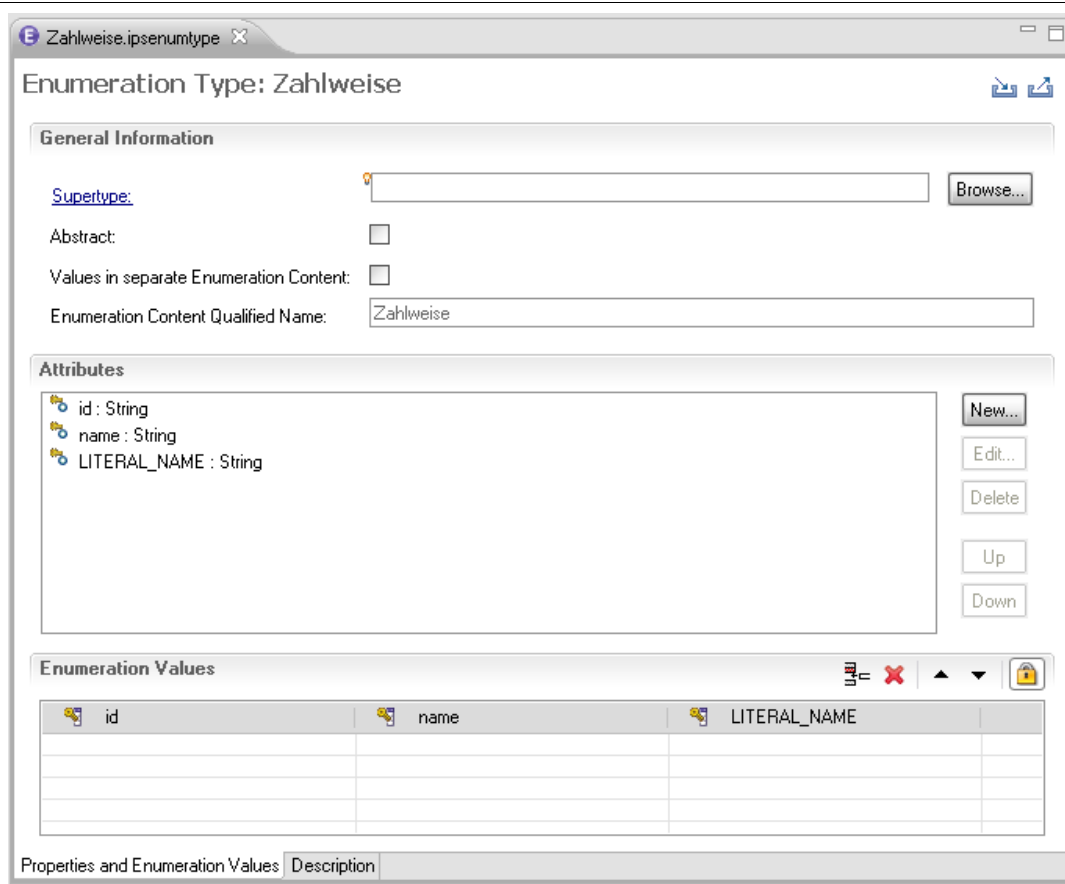 E Zahlweise.ipsenumtype
Enumeration Type: Zahlweise
General Information
Supertype: Browse...
Abstract:
Values in separate Enumeration Content:
Enumeration Content Qualified Name: Zahlweise
Attributes
id : String New...
name : String
LITERAL_NAME : String Edit...
Delete
Up
Down
Enumeration Values
id name LITERAL_NAME
Properties and Enumeration Values Description